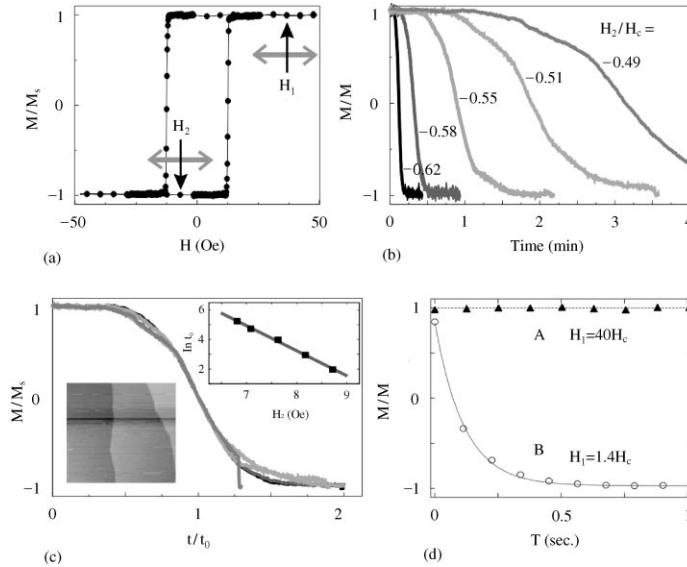 1
M/Ms
0
−1
−50
0
50
H (Oe)
H1
H2
(a)
1
M/M
0
−1
0
1
2
3
4
Time (min)
H2/Hc =
−0.49
−0.51
−0.55
−0.58
−0.62
(b)
1
M/Ms
0
−1
0
1
2
t/t0
6
4
2
ln to
7
8
9
H2 (Oe)
(c)
1
M/M
0
−1
0
0.5
1
T (sec.)
A H1=40Hc
B H1=1.4Hc
(d)